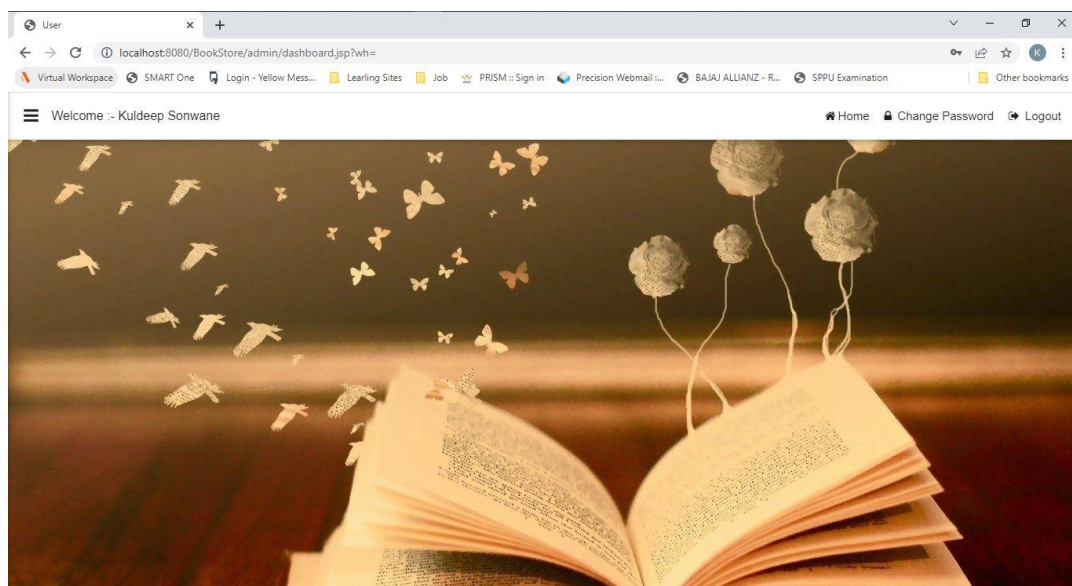 User
localhost:8080/BookStore/admin/dashboard.jsp?wh=
Virtual Workspace SMART One Login - Yellow Mess... Learling Sites Job PRISM :: Sign in Precision Webmail :... BAJAJ ALLIANZ - R... SPPU Examination Other bookmarks
Welcome :- Kuldeep Sonwane Home Change Password Logout
K